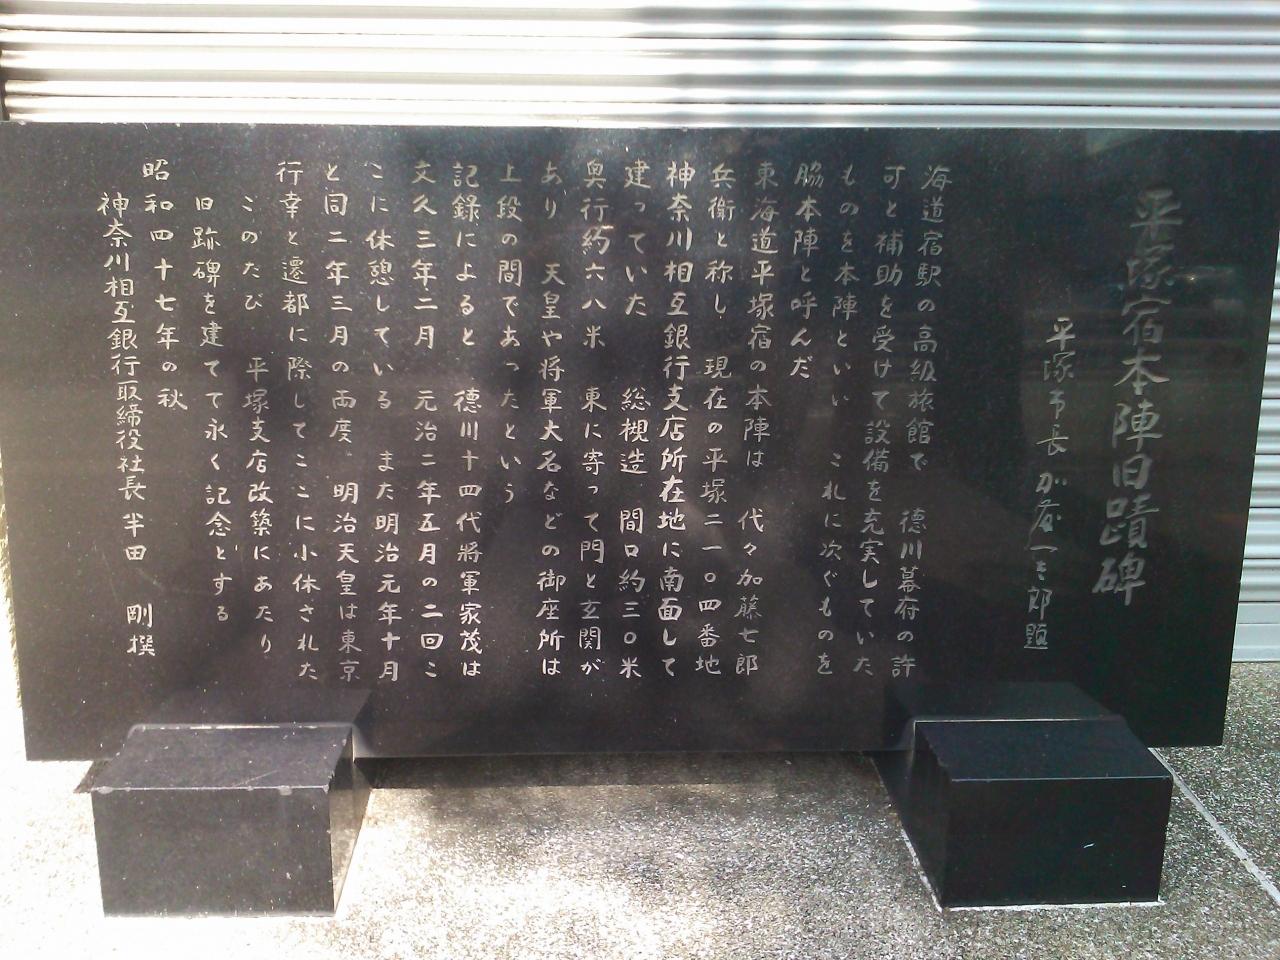 平塚宿本陣旧蹟碑
平塚市長 加藤一太郎題
海道宿駅の高級旅館で 徳川幕府の許
可と補助を受けて設備を充実していた
ものを本陣といい これに次ぐものを
脇本陣と呼んだ
東海道平塚宿の本陣は 代々加藤七郎
兵衛と称し 現在の平塚二一〇四番地
神奈川相互銀行支店所在地に南面して
建っていた 総槻造 間口約三〇米
奥行約六八米 東に寄って門と玄関が
あり 天皇や将軍大名などの御座所は
上段の間であったという
記録によると 徳川十四代將軍家茂は
文久三年二月 元治二年五月の二回こ
こに休憩している また明治元年十月
と同二年三月の両度 明治天皇は東京
行幸と遷都に際してここに小休された
このたび 平塚支店改築にあたり
旧跡碑を建てて永く記念とする
昭和四十七年の秋
神奈川相互銀行取締役社長 半田 剛撰